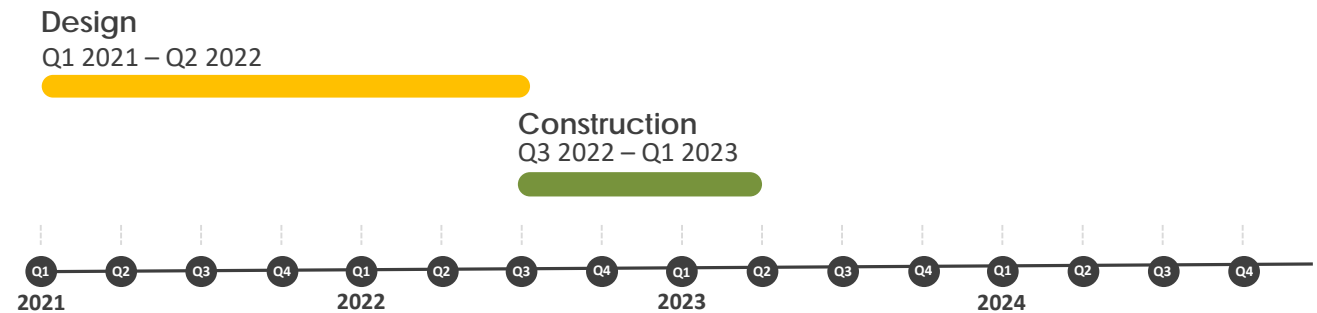 Design
Q1 2021 – Q2 2022
Construction
Q3 2022 – Q1 2023
Q1 Q2 Q3 Q4 Q1 Q2 Q3 Q4 Q1 Q2 Q3 Q4 Q1 Q2 Q3 Q4
2021 2022 2023 2024